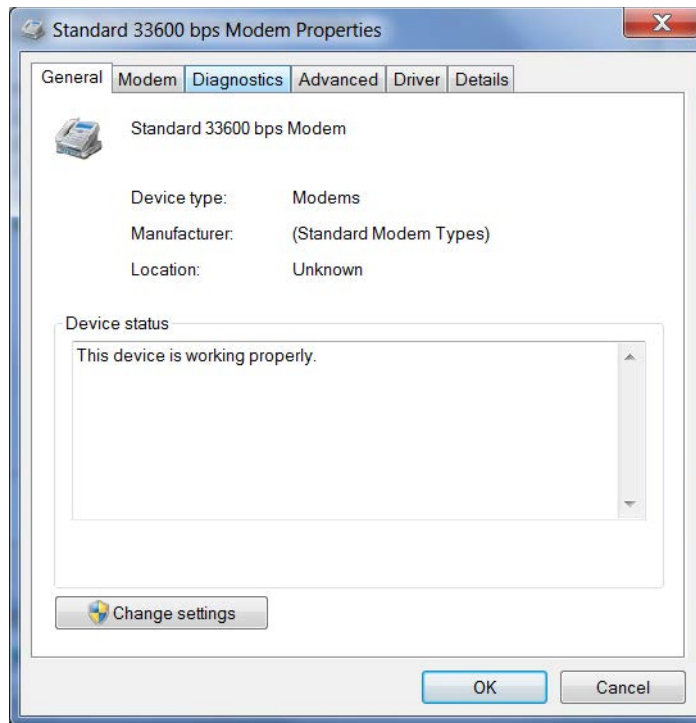 Standard 33600 bps Modem Properties
General Modem Diagnostics Advanced Driver Details
Standard 33600 bps Modem
Device type: Modems
Manufacturer: (Standard Modem Types)
Location: Unknown
Device status
This device is working properly.
Change settings
OK Cancel